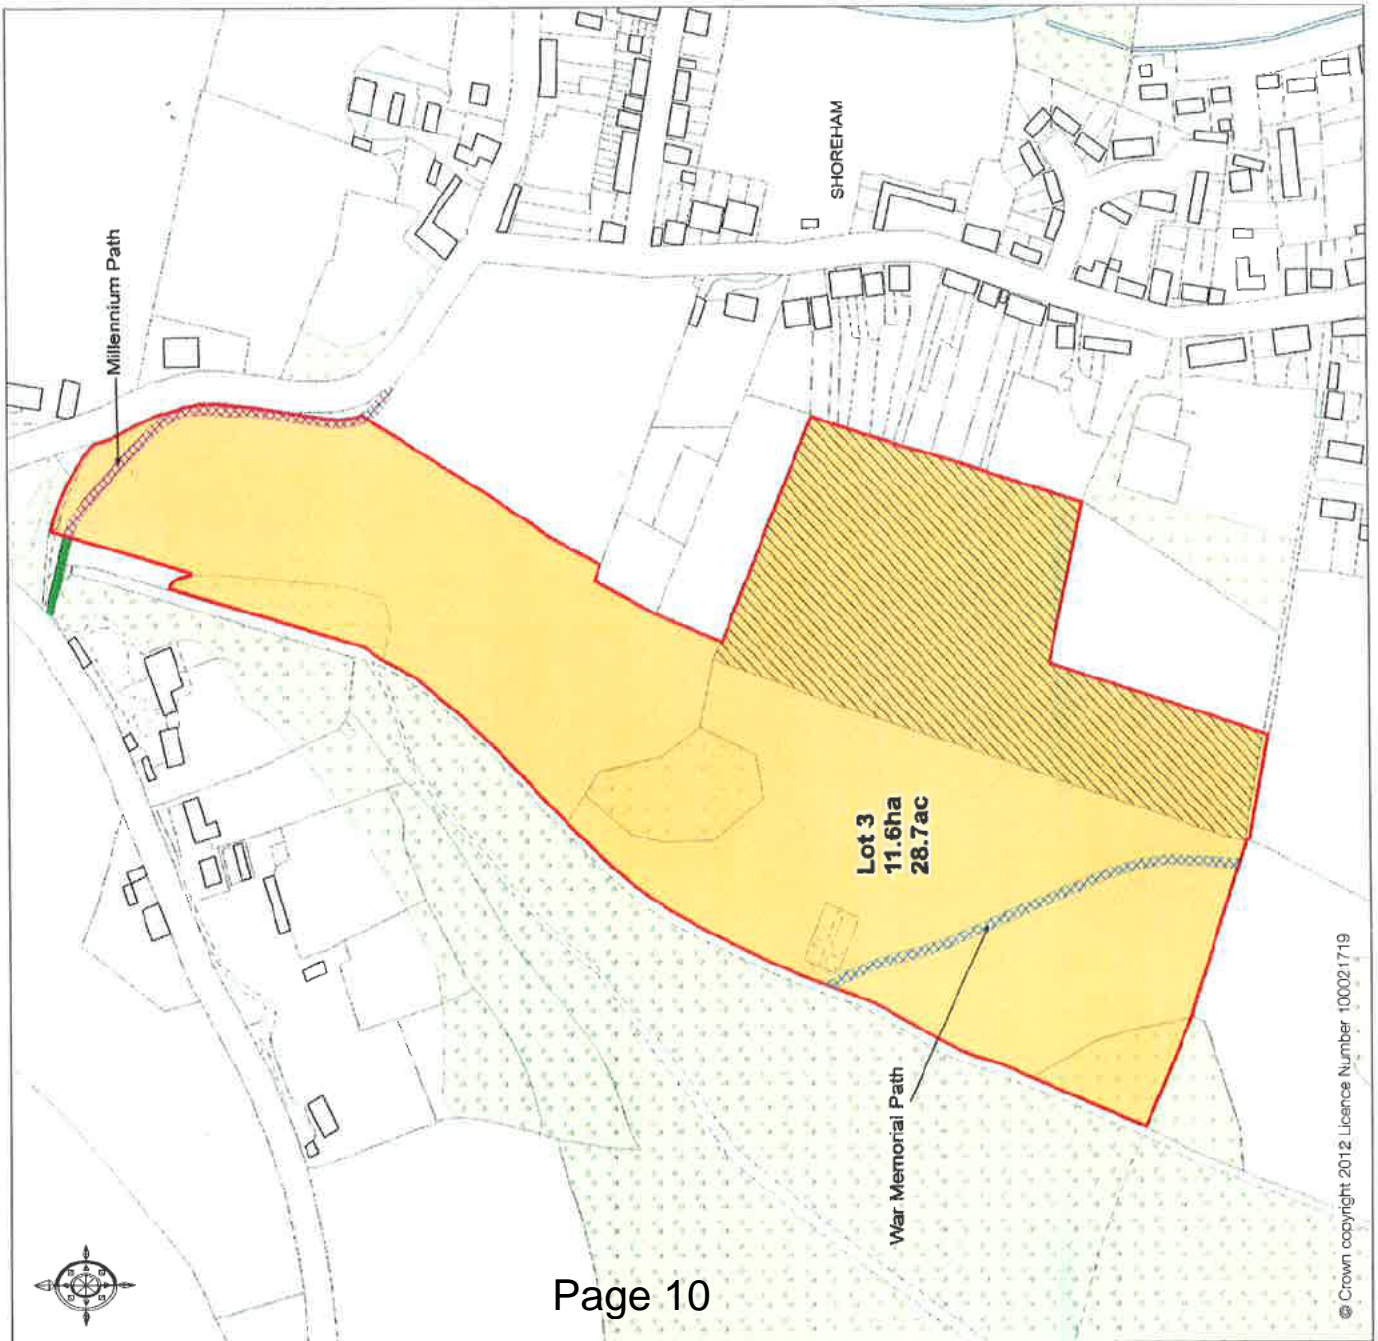 Millennium Path
SHOREHAM
Lot 3
11.6ha
28.7ac
War Memorial Path
© Crown copyright 2012 Licence Number 100021719
Page 10